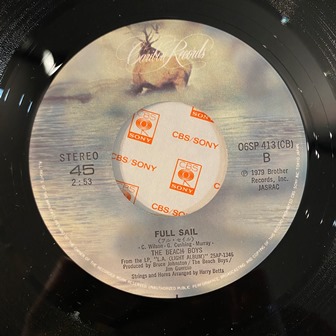 Caribou Records
SONY
CBS/SONY
CBS/SONY
CBS/SONY
06SP 413(CB)
B
STEREO
45
2:53
℗ 1979 Brother
Records, Inc.
JASRAC
FULL SAIL
(フル・セイル)
- C. Wilson - G. Cushing - Murray -
THE BEACH BOYS
From the LP, "L.A. (LIGHT ALBUM)" 25AP-1346
Produced by Bruce Johnston/The Beach Boys/
Jim Guercio
Strings and Horns Arranged by Harry Betts